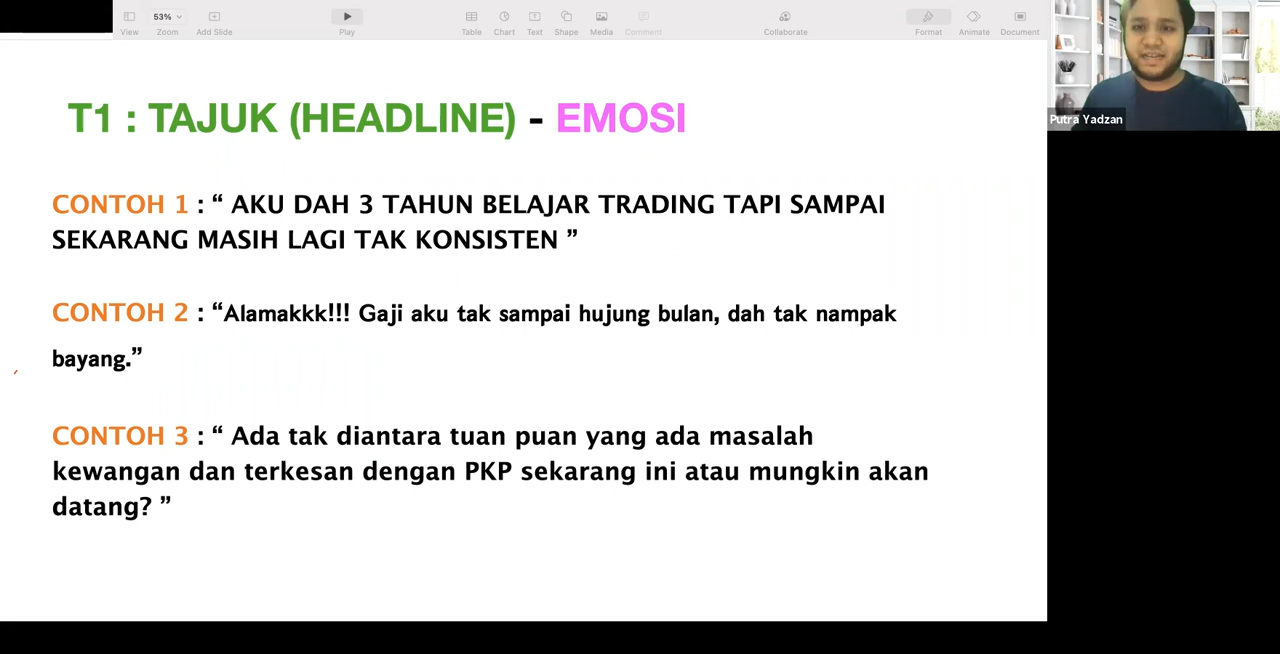 View
53%
Zoom
Add Slide
Play
Table
Chart
Text
Shape
Media
Comment
Collaborate
Format
Animate
Document
Putra Yadzan
T1 : TAJUK (HEADLINE) - EMOSI
CONTOH 1 : “ AKU DAH 3 TAHUN BELAJAR TRADING TAPI SAMPAI
SEKARANG MASIH LAGI TAK KONSISTEN ”
CONTOH 2 : “Alamakkk!!! Gaji aku tak sampai hujung bulan, dah tak nampak
bayang.”
CONTOH 3 : “ Ada tak diantara tuan puan yang ada masalah
kewangan dan terkesan dengan PKP sekarang ini atau mungkin akan
datang? ”